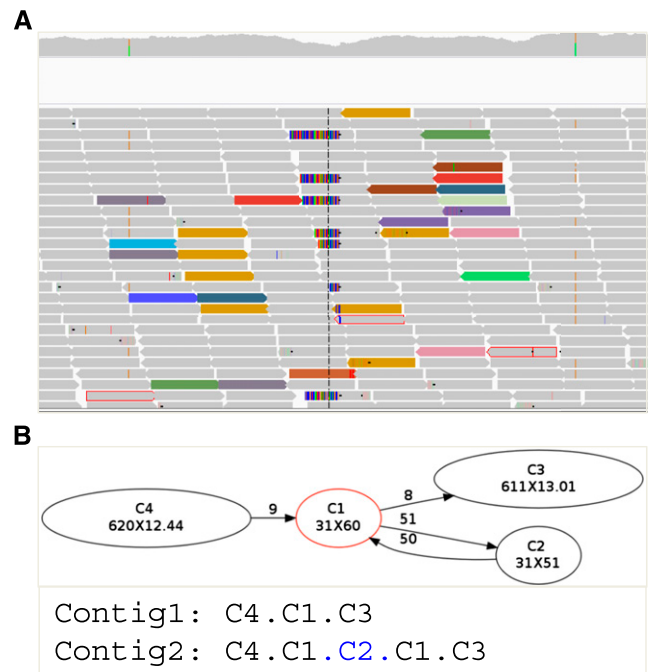 A
B
C4
620X12.44
9
C1
31X60
8
51
50
C3
611X13.01
C2
31X51
Contig1: C4.C1.C3
Contig2: C4.C1.C2.C1.C3